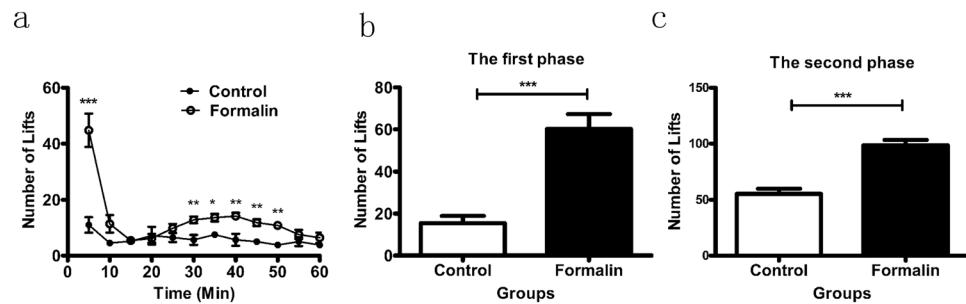 a
Number of Lifts
60
40
20
0
***
** * ** ** **
Control
Formalin
0 10 20 30 40 50 60
Time (Min)
b
The first phase
Number of Lifts
80
60
40
20
0
***
Control Formalin
Groups
c
The second phase
Number of Lifts
150
100
50
0
***
Control Formalin
Groups